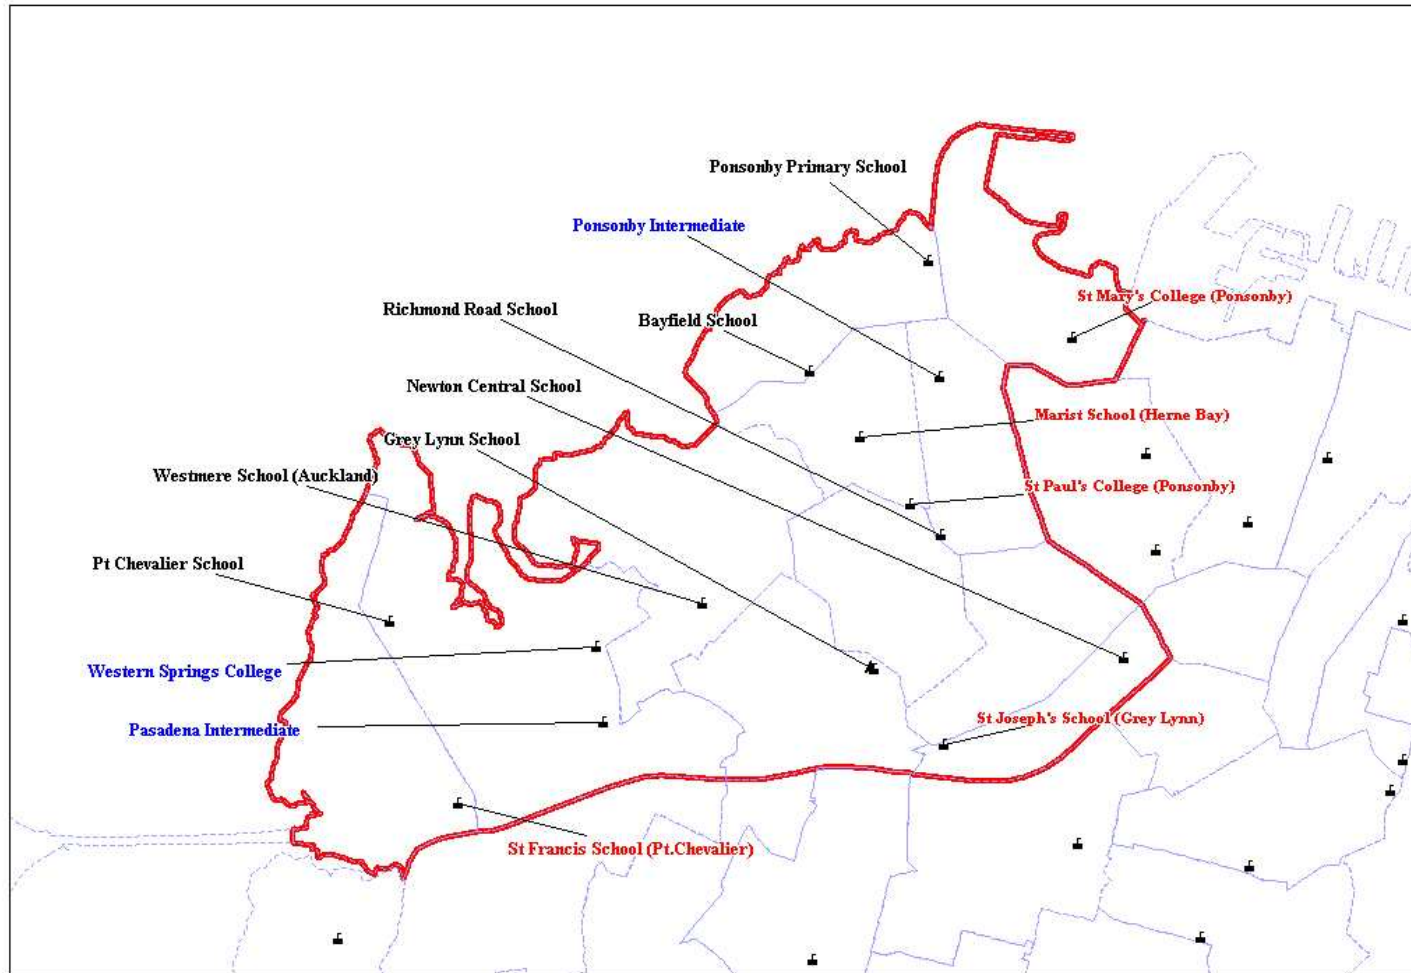 Ponsonby Primary School
Ponsonby Intermediate
St Mary's College (Ponsonby)
Richmond Road School
Bayfield School
Newton Central School
Marist School (Herne Bay)
Grey Lynn School
Westmere School (Auckland)
St Paul's College (Ponsonby)
Pt Chevalier School
Western Springs College
St Joseph's School (Grey Lynn)
Pasadena Intermediate
St Francis School (Pt.Chevalier)